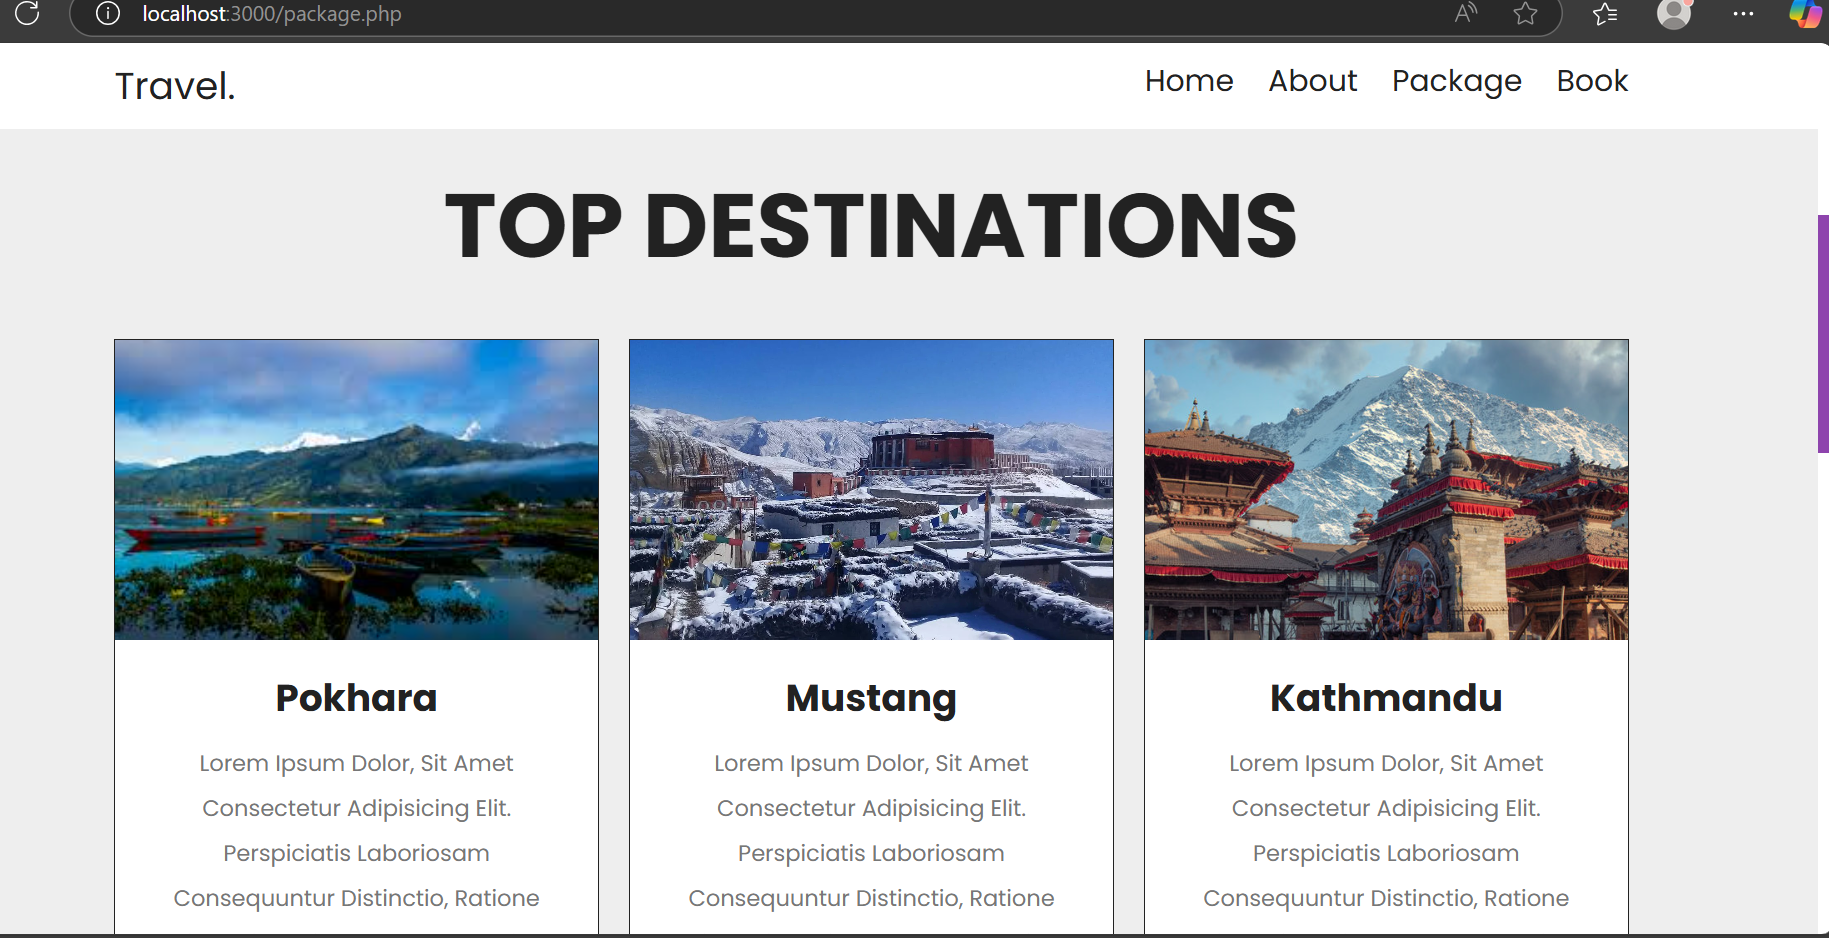 localhost:3000/package.php
Travel.
Home About Package Book
TOP DESTINATIONS
Pokhara
Lorem Ipsum Dolor, Sit Amet
Consectetur Adipisicing Elit.
Perspiciatis Laboriosam
Consequuntur Distinctio, Ratione
Mustang
Lorem Ipsum Dolor, Sit Amet
Consectetur Adipisicing Elit.
Perspiciatis Laboriosam
Consequuntur Distinctio, Ratione
Kathmandu
Lorem Ipsum Dolor, Sit Amet
Consectetur Adipisicing Elit.
Perspiciatis Laboriosam
Consequuntur Distinctio, Ratione